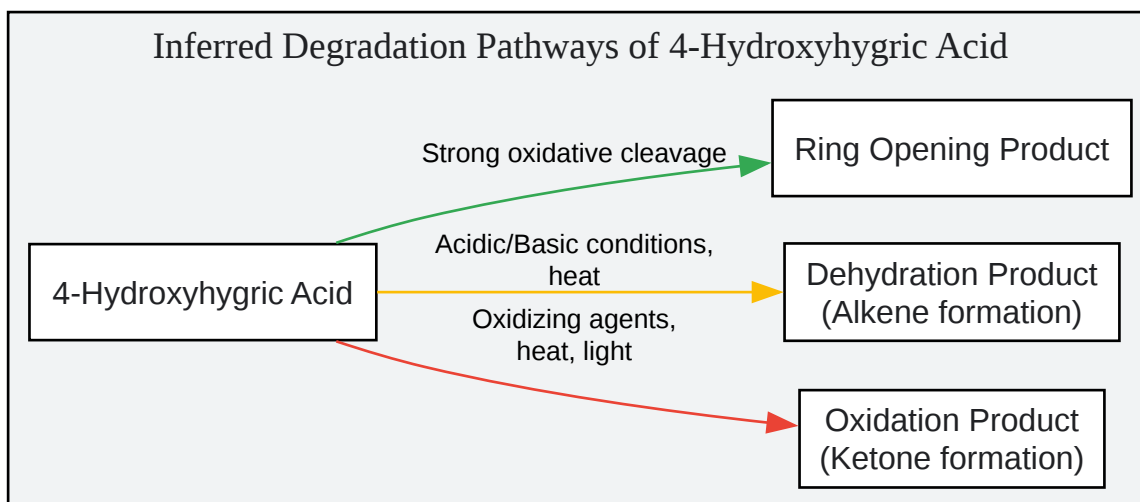 Inferred Degradation Pathways of 4-Hydroxyhygric Acid
Strong oxidative cleavage
Ring Opening Product
4-Hydroxyhygric Acid
Acidic/Basic conditions,
heat
Dehydration Product
(Alkene formation)
Oxidizing agents,
heat, light
Oxidation Product
(Ketone formation)